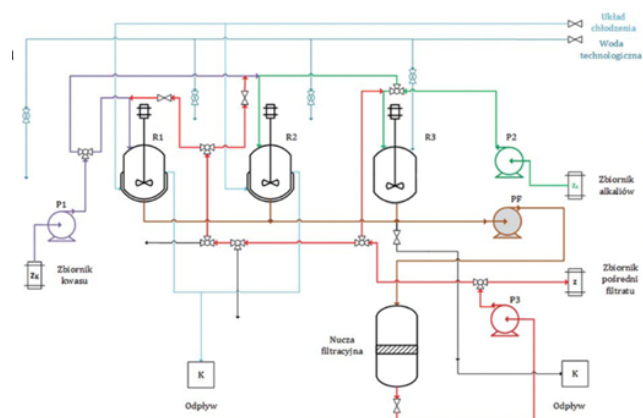 Układ
chłodzenia
Woda
technologiczna
R1
R2
R3
P2
P1
Zbiornik
alkaliów
PF
Zbiornik
kwasu
Zbiornik
pośredni
filtratu
Z
P3
Nucza
filtracyjna
K
K
Odpływ
Odpływ